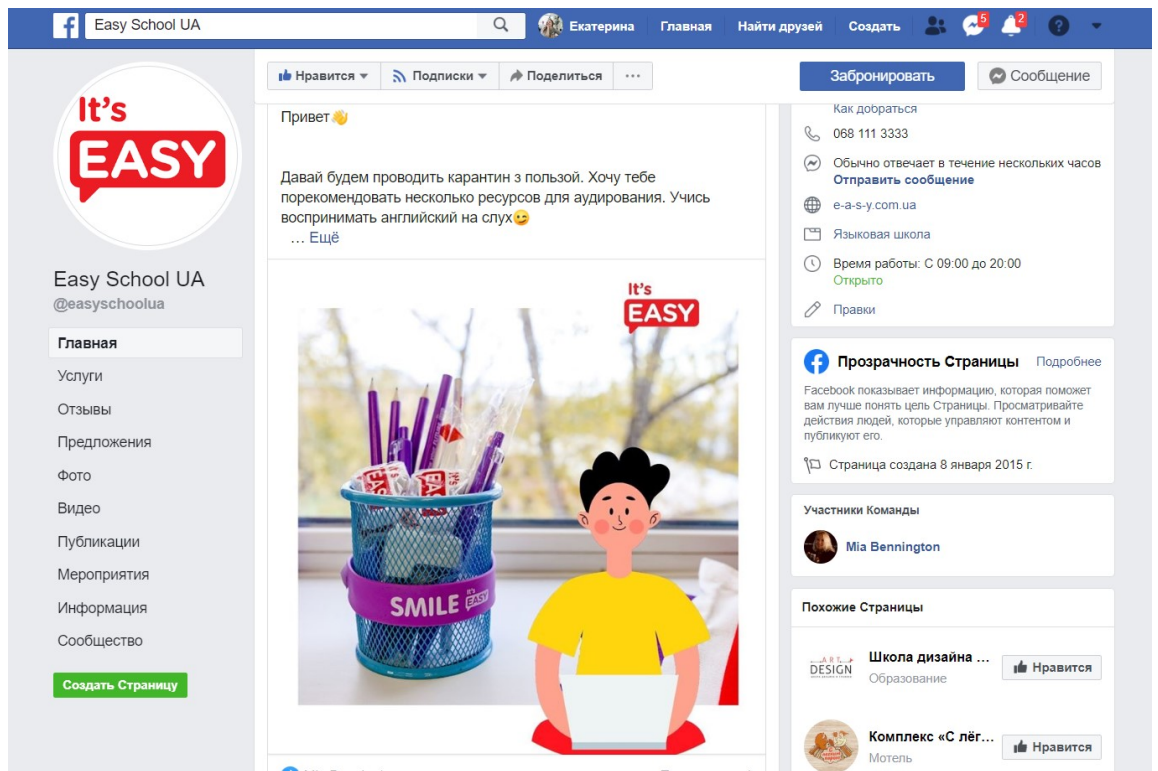 Easy School UA
Екатерина
Главная
Найти друзей
Создать
5
2
It's
EASY
Easy School UA
@easyschoolua
Главная
Услуги
Отзывы
Предложения
Фото
Видео
Публикации
Мероприятия
Информация
Сообщество
Создать Страницу
Нравится
Подписки
Поделиться
Привет👋
Давай будем проводить карантин з пользой. Хочу тебе
порекомендовать несколько ресурсов для аудирования. Учись
воспринимать английский на слух😉
… Ещё
It's
EASY
SMILE It's EASY
Забронировать
Сообщение
Как добраться
068 111 3333
Обычно отвечает в течение нескольких часов
Отправить сообщение
e-a-s-y.com.ua
Языковая школа
Время работы: С 09:00 до 20:00
Открыто
Правки
Прозрачность Страницы
Подробнее
Facebook показывает информацию, которая поможет
вам лучше понять цель Страницы. Просматривайте
действия людей, которые управляют контентом и
публикуют его.
Страница создана 8 января 2015 г.
Участники Команды
Mia Bennington
Похожие Страницы
ART
DESIGN
Школа дизайна ...
Образование
Нравится
Комплекс «С лёг...
Мотель
Нравится